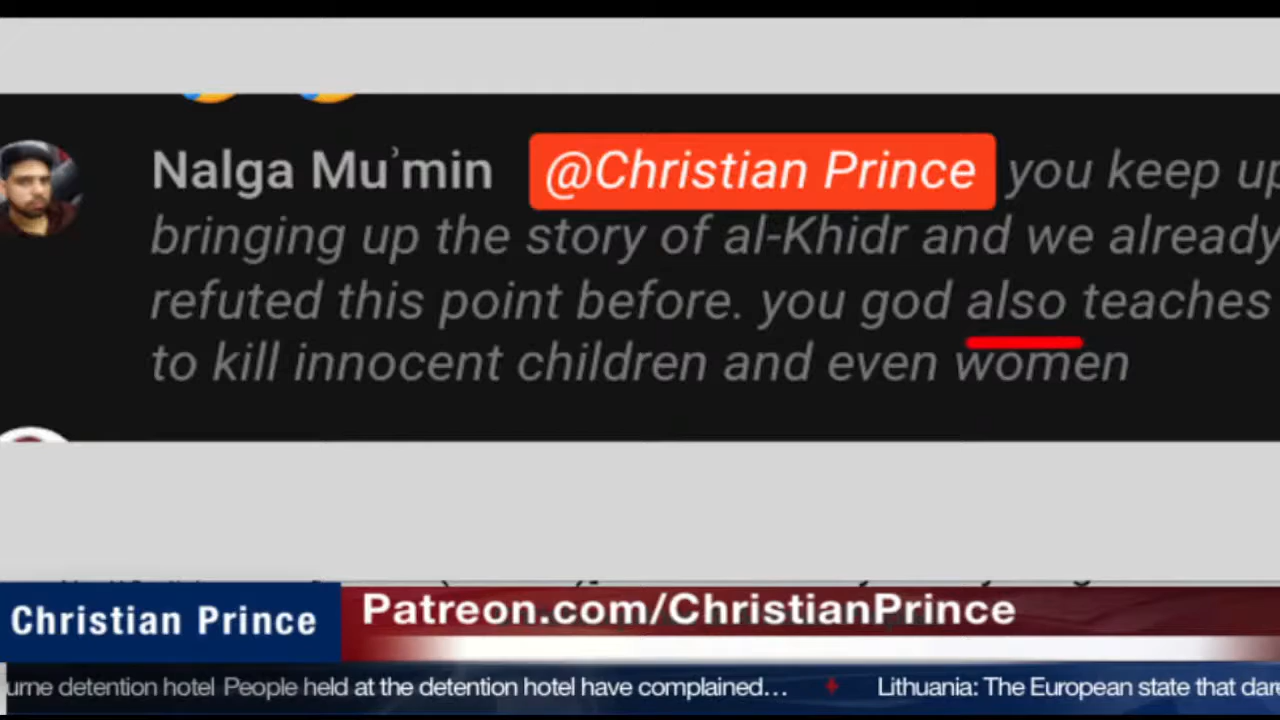 Nalga Muʾmin @Christian Prince you keep up
bringing up the story of al-Khidr and we already
refuted this point before. you god also teaches
to kill innocent children and even women
Christian Prince
Patreon.com/ChristianPrince
urne detention hotel People held at the detention hotel have complained... Lithuania: The European state that dare